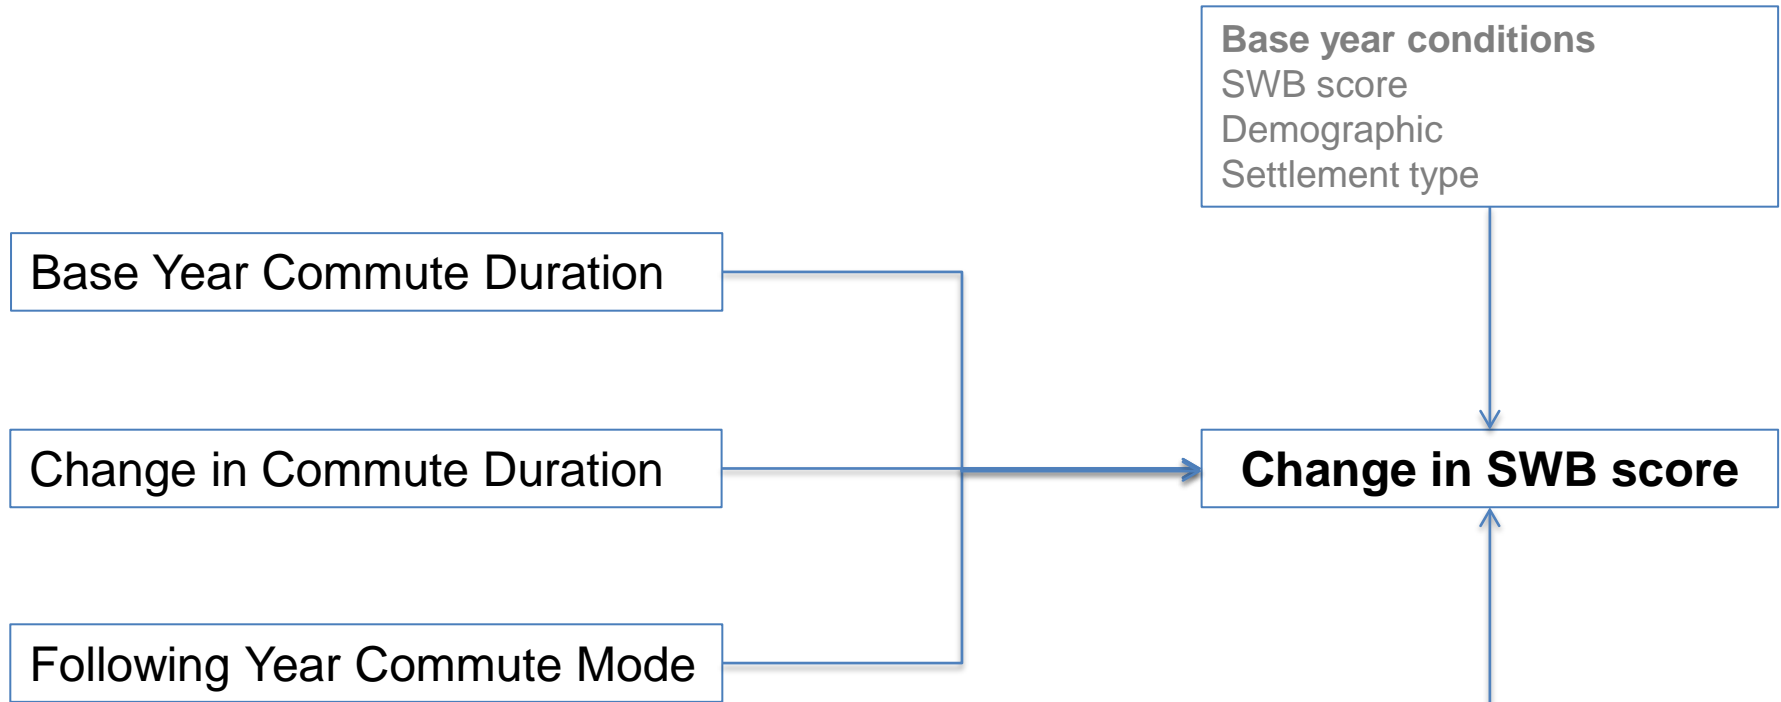 Base year conditions
SWB score
Demographic
Settlement type
Base Year Commute Duration
Change in Commute Duration
Change in SWB score
Following Year Commute Mode